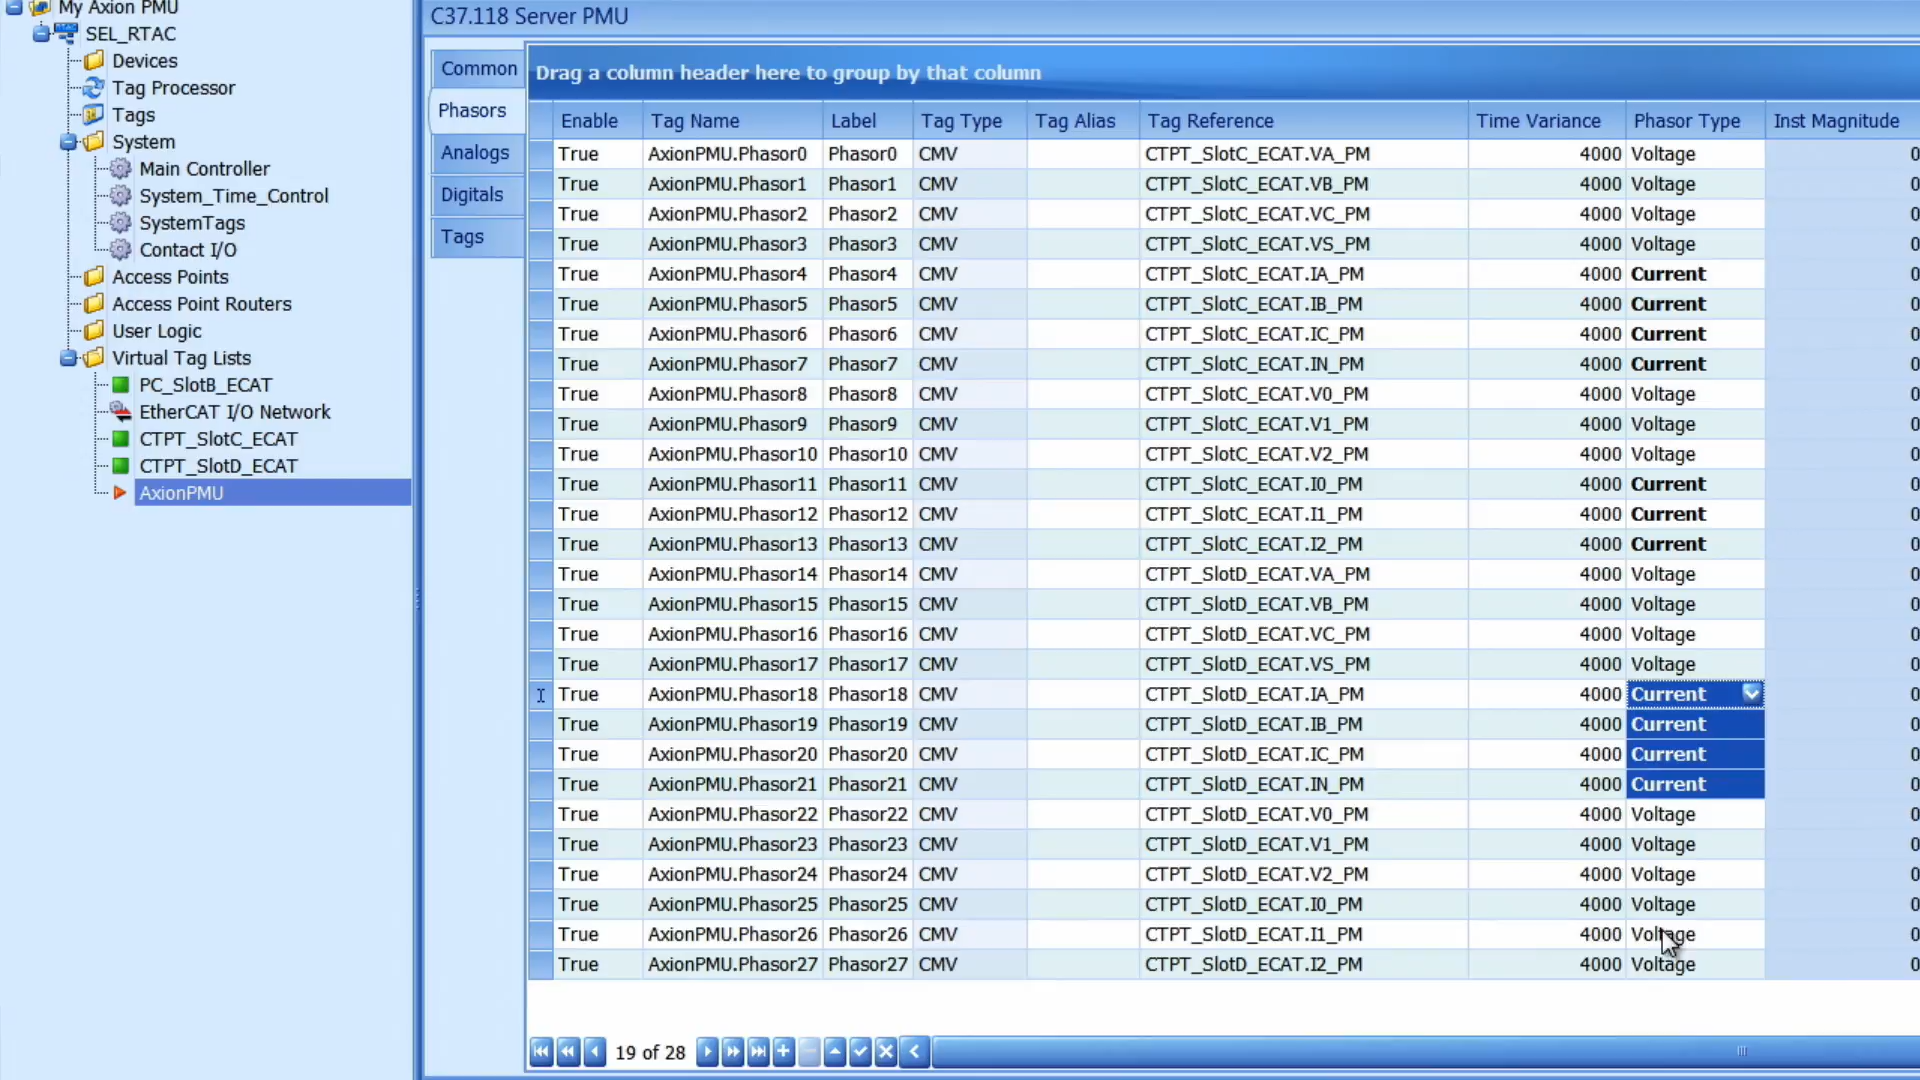 My Axion PMU
SEL_RTAC
Devices
Tag Processor
Tags
System
Main Controller
System_Time_Control
SystemTags
Contact I/O
Access Points
Access Point Routers
User Logic
Virtual Tag Lists
PC_SlotB_ECAT
EtherCAT I/O Network
CTPT_SlotC_ECAT
CTPT_SlotD_ECAT
AxionPMU
C37.118 Server PMU
Common
Phasors
Analogs
Digitals
Tags
Drag a column header here to group by that column
Enable Tag Name Label Tag Type Tag Alias Tag Reference Time Variance Phasor Type Inst Magnitude
True AxionPMU.Phasor0 Phasor0 CMV CTPT_SlotC_ECAT.VA_PM 4000 Voltage 0
True AxionPMU.Phasor1 Phasor1 CMV CTPT_SlotC_ECAT.VB_PM 4000 Voltage 0
True AxionPMU.Phasor2 Phasor2 CMV CTPT_SlotC_ECAT.VC_PM 4000 Voltage 0
True AxionPMU.Phasor3 Phasor3 CMV CTPT_SlotC_ECAT.VS_PM 4000 Voltage 0
True AxionPMU.Phasor4 Phasor4 CMV CTPT_SlotC_ECAT.IA_PM 4000 Current 0
True AxionPMU.Phasor5 Phasor5 CMV CTPT_SlotC_ECAT.IB_PM 4000 Current 0
True AxionPMU.Phasor6 Phasor6 CMV CTPT_SlotC_ECAT.IC_PM 4000 Current 0
True AxionPMU.Phasor7 Phasor7 CMV CTPT_SlotC_ECAT.IN_PM 4000 Current 0
True AxionPMU.Phasor8 Phasor8 CMV CTPT_SlotC_ECAT.V0_PM 4000 Voltage 0
True AxionPMU.Phasor9 Phasor9 CMV CTPT_SlotC_ECAT.V1_PM 4000 Voltage 0
True AxionPMU.Phasor10 Phasor10 CMV CTPT_SlotC_ECAT.V2_PM 4000 Voltage 0
True AxionPMU.Phasor11 Phasor11 CMV CTPT_SlotC_ECAT.I0_PM 4000 Current 0
True AxionPMU.Phasor12 Phasor12 CMV CTPT_SlotC_ECAT.I1_PM 4000 Current 0
True AxionPMU.Phasor13 Phasor13 CMV CTPT_SlotC_ECAT.I2_PM 4000 Current 0
True AxionPMU.Phasor14 Phasor14 CMV CTPT_SlotD_ECAT.VA_PM 4000 Voltage 0
True AxionPMU.Phasor15 Phasor15 CMV CTPT_SlotD_ECAT.VB_PM 4000 Voltage 0
True AxionPMU.Phasor16 Phasor16 CMV CTPT_SlotD_ECAT.VC_PM 4000 Voltage 0
True AxionPMU.Phasor17 Phasor17 CMV CTPT_SlotD_ECAT.VS_PM 4000 Voltage 0
True AxionPMU.Phasor18 Phasor18 CMV CTPT_SlotD_ECAT.IA_PM 4000 Current 0
True AxionPMU.Phasor19 Phasor19 CMV CTPT_SlotD_ECAT.IB_PM 4000 Current 0
True AxionPMU.Phasor20 Phasor20 CMV CTPT_SlotD_ECAT.IC_PM 4000 Current 0
True AxionPMU.Phasor21 Phasor21 CMV CTPT_SlotD_ECAT.IN_PM 4000 Current 0
True AxionPMU.Phasor22 Phasor22 CMV CTPT_SlotD_ECAT.V0_PM 4000 Voltage 0
True AxionPMU.Phasor23 Phasor23 CMV CTPT_SlotD_ECAT.V1_PM 4000 Voltage 0
True AxionPMU.Phasor24 Phasor24 CMV CTPT_SlotD_ECAT.V2_PM 4000 Voltage 0
True AxionPMU.Phasor25 Phasor25 CMV CTPT_SlotD_ECAT.I0_PM 4000 Voltage 0
True AxionPMU.Phasor26 Phasor26 CMV CTPT_SlotD_ECAT.I1_PM 4000 Voltage 0
True AxionPMU.Phasor27 Phasor27 CMV CTPT_SlotD_ECAT.I2_PM 4000 Voltage 0
19 of 28